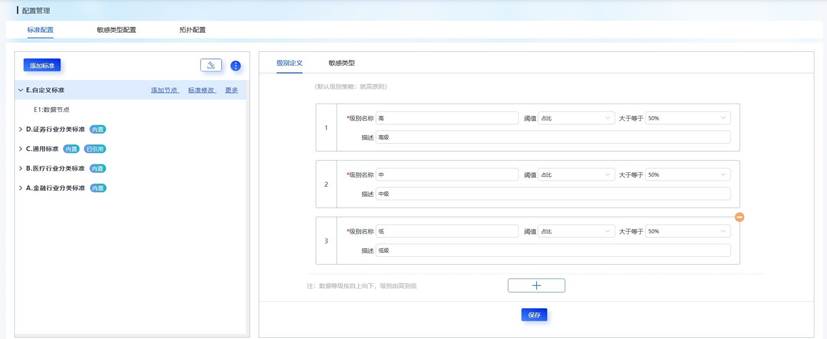 配置管理
标准配置 敏感类型配置 拓扑配置
添加标准
E.自定义标准 添加节点 标准修改 更多
E1:数据节点
D.证券行业分类标准 内置
C.通用标准 内置 已引用
B.医疗行业分类标准 内置
A.金融行业分类标准 内置
级别定义 敏感类型
(默认级别策略：就高原则)
1 *级别名称 高 阈值 占比 大于等于 50%
描述 高级
2 *级别名称 中 阈值 占比 大于等于 50%
描述 中级
3 *级别名称 低 阈值 占比 大于等于 50%
描述 低级
注：数据等级按自上向下，级别由高到低
保存